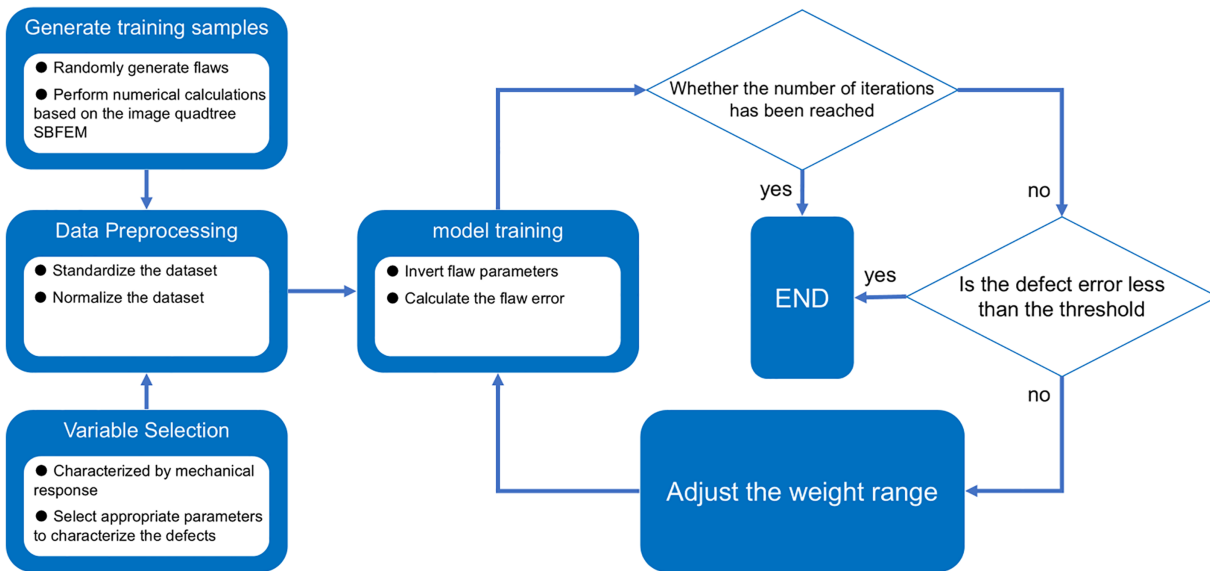 Generate training samples
● Randomly generate flaws
● Perform numerical calculations
based on the image quadtree
SBFEM
Data Preprocessing
● Standardize the dataset
● Normalize the dataset
Variable Selection
● Characterized by mechanical
response
● Select appropriate parameters
to characterize the defects
model training
● Invert flaw parameters
● Calculate the flaw error
Whether the number of iterations
has been reached
yes
no
END
yes
Is the defect error less
than the threshold
no
Adjust the weight range